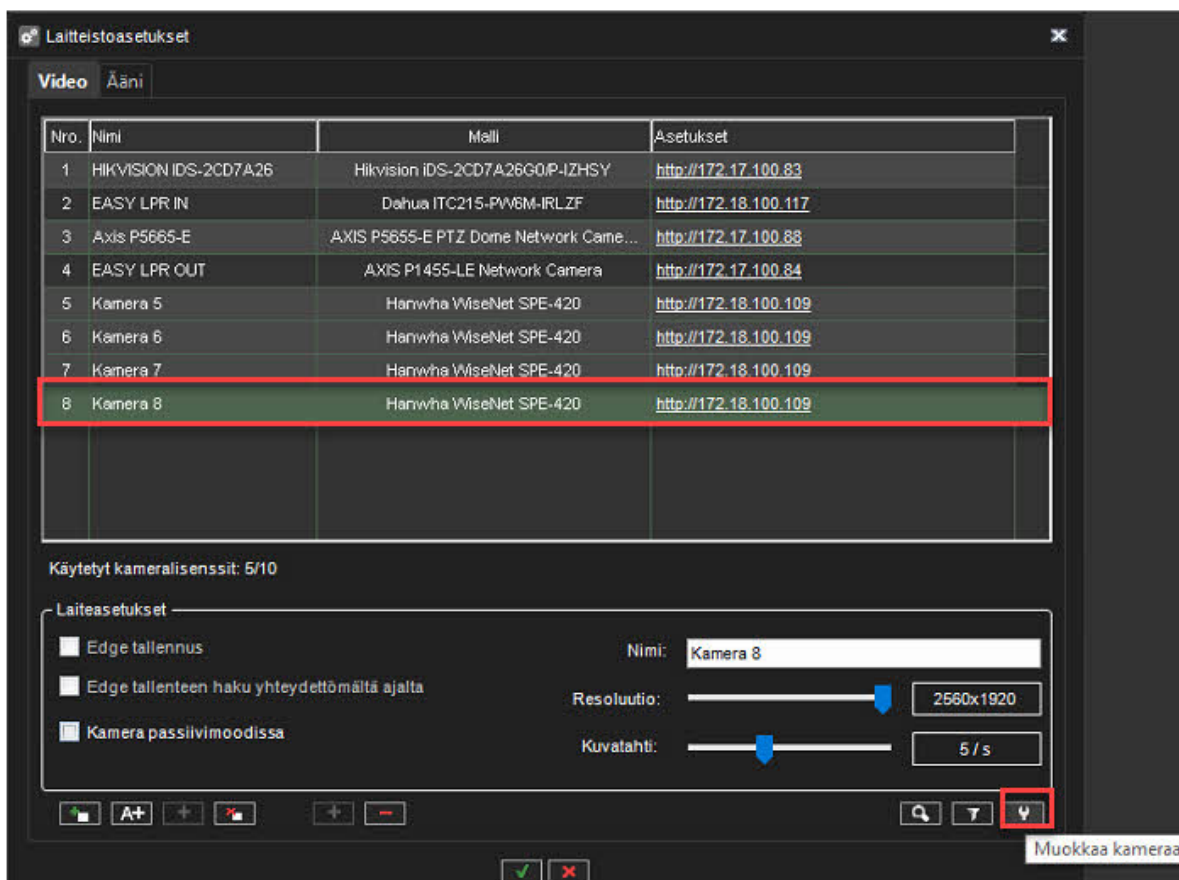 Laitteistoasetukset
Video Ääni
Nro. Nimi Malli Asetukset
1 HIKVISION IDS-2CD7A26 Hikvision iDS-2CD7A26G0/P-IZHSY http://172.17.100.83
2 EASY LPR IN Dahua ITC215-PW6M-IRLZF http://172.18.100.117
3 Axis P5665-E AXIS P5655-E PTZ Dome Network Came... http://172.17.100.88
4 EASY LPR OUT AXIS P1455-LE Network Camera http://172.17.100.84
5 Kamera 5 Hanwha WiseNet SPE-420 http://172.18.100.109
6 Kamera 6 Hanwha WiseNet SPE-420 http://172.18.100.109
7 Kamera 7 Hanwha WiseNet SPE-420 http://172.18.100.109
8 Kamera 8 Hanwha WiseNet SPE-420 http://172.18.100.109
Käytetyt kameralisenssit: 5/10
Laiteasetukset
Edge tallennus
Nimi: Kamera 8
Edge tallenteen haku yhteydettömältä ajalta
Resoluutio: 2560x1920
Kamera passiivimoodissa
Kuvatahti: 5 / s
A+
Muokkaa kameraa